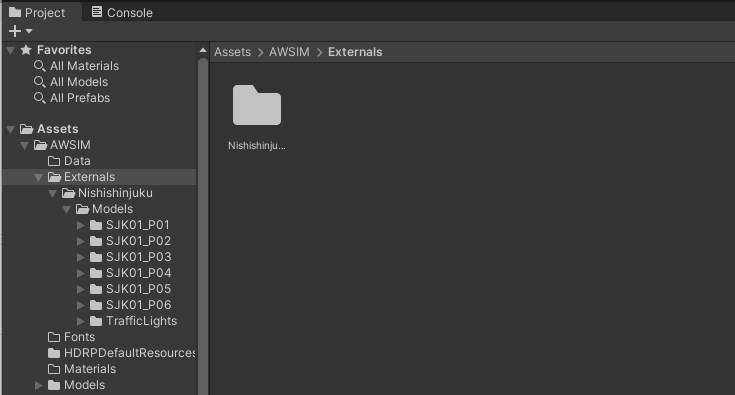 Project
Console
Favorites
All Materials
All Models
All Prefabs
Assets
AWSIM
Data
Externals
Nishishinjuku
Models
SJK01_P01
SJK01_P02
SJK01_P03
SJK01_P04
SJK01_P05
SJK01_P06
TrafficLights
Fonts
HDRPDefaultResources
Materials
Models
Assets > AWSIM > Externals
Nishishinju...